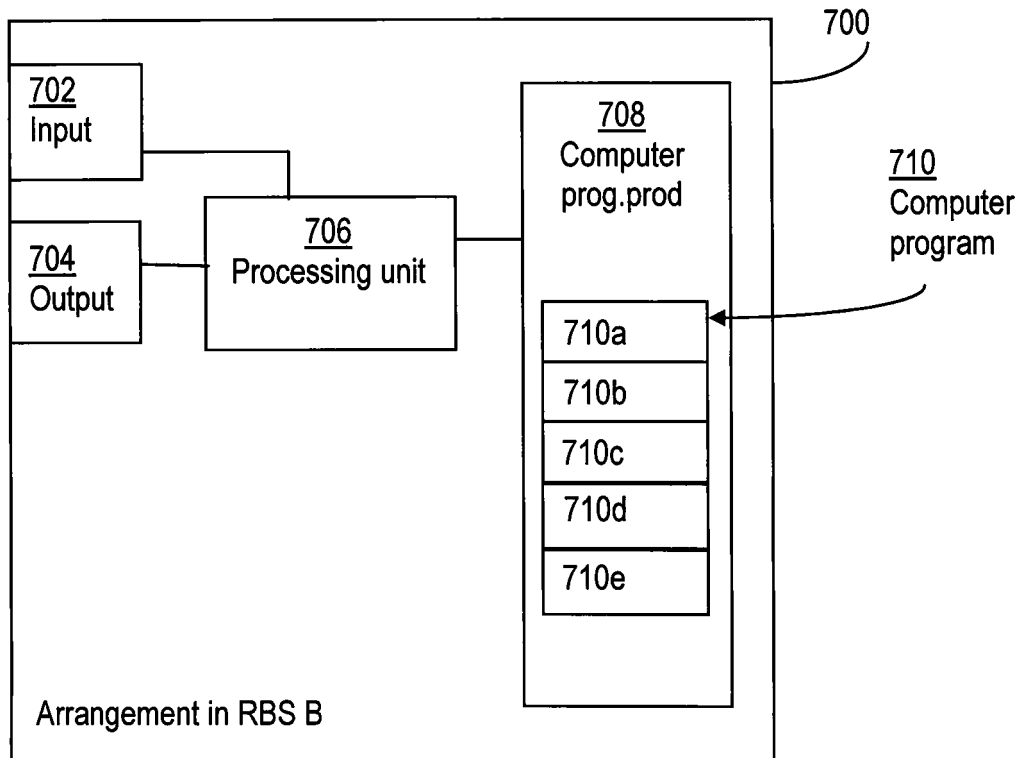 700
702
Input
704
Output
706
Processing unit
708
Computer
prog.prod
710
Computer
program
710a
710b
710c
710d
710e
Arrangement in RBS B